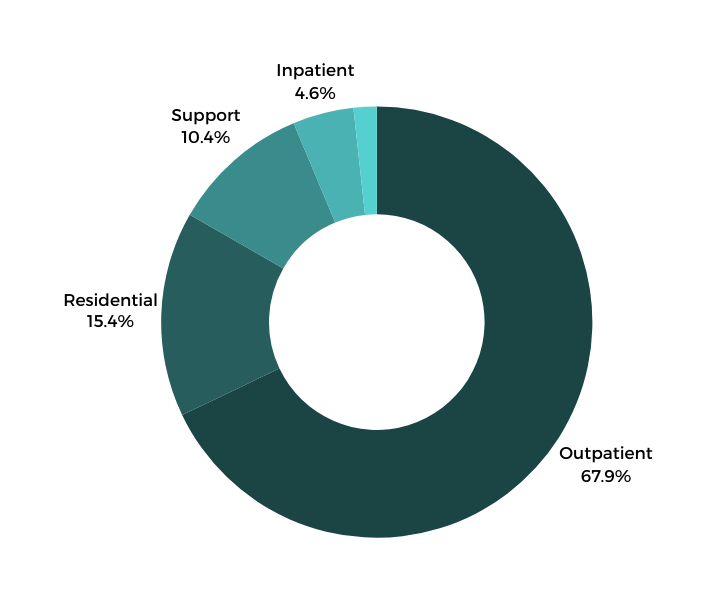 Inpatient
4.6%
Support
10.4%
Residential
15.4%
Outpatient
67.9%